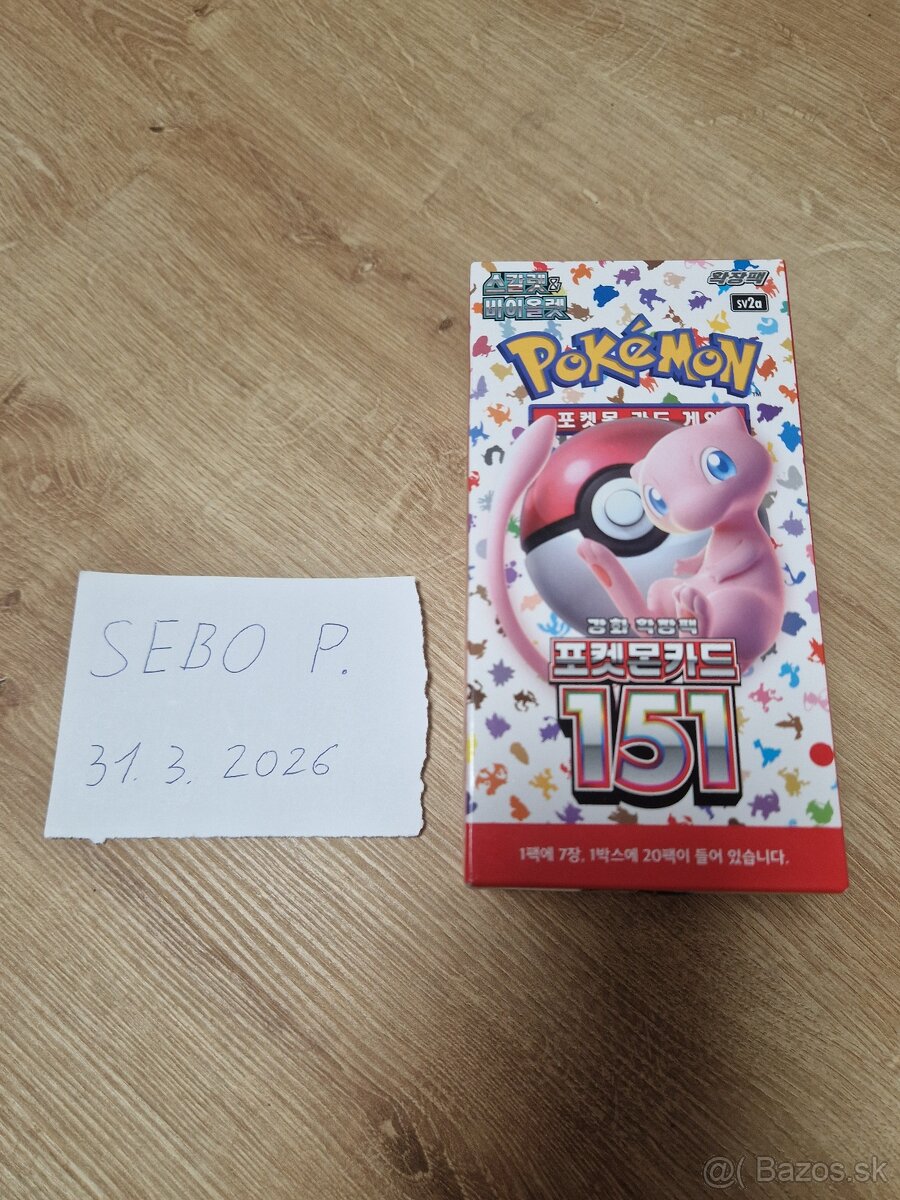 SEBO P.
31. 3. 2026
스칼렛&
바이올렛
확장팩
sv2a
POKÉMON
포켓몬 카드 게임
강화 확장팩
포켓몬카드
151
1팩에 7장, 1박스에 20팩이 들어 있습니다.
@( Bazos.sk